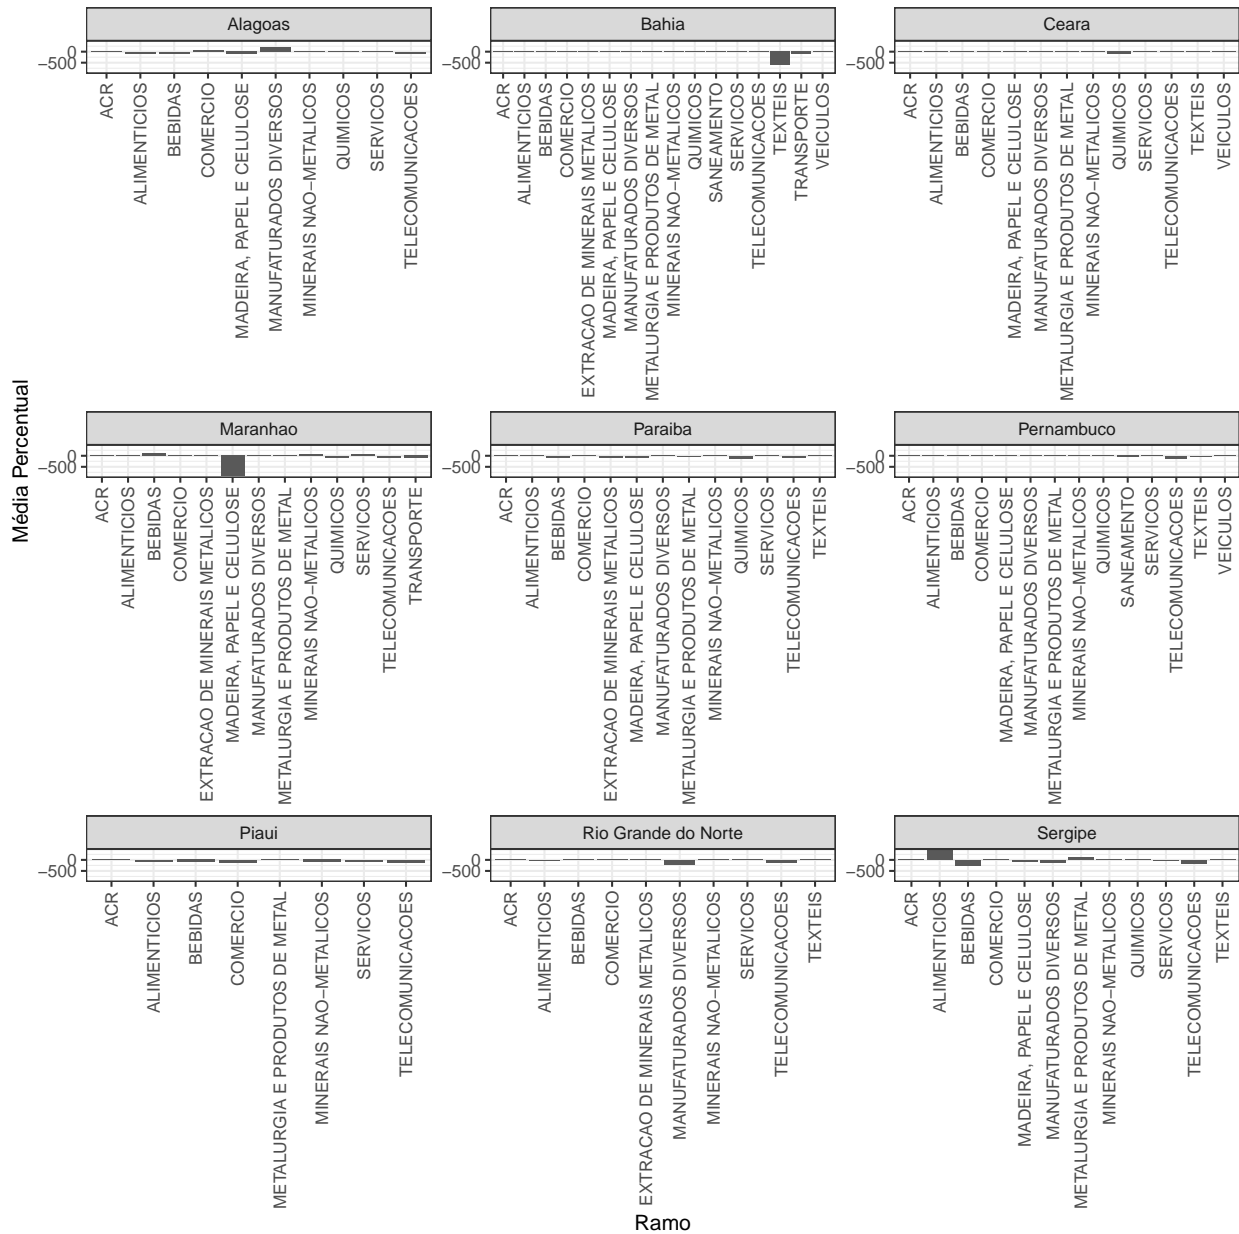 Média Percentual
Alagoas
0
−500
ACR
ALIMENTICIOS
BEBIDAS
COMERCIO
MADEIRA, PAPEL E CELULOSE
MANUFATURADOS DIVERSOS
MINERAIS NAO−METALICOS
QUIMICOS
SERVICOS
TELECOMUNICACOES
Bahia
0
−500
ACR
ALIMENTICIOS
BEBIDAS
COMERCIO
EXTRACAO DE MINERAIS METALICOS
MADEIRA, PAPEL E CELULOSE
MANUFATURADOS DIVERSOS
METALURGIA E PRODUTOS DE METAL
MINERAIS NAO−METALICOS
QUIMICOS
SANEAMENTO
SERVICOS
TELECOMUNICACOES
TEXTEIS
TRANSPORTE
VEICULOS
Ceara
0
−500
ACR
ALIMENTICIOS
BEBIDAS
COMERCIO
MADEIRA, PAPEL E CELULOSE
MANUFATURADOS DIVERSOS
METALURGIA E PRODUTOS DE METAL
MINERAIS NAO−METALICOS
QUIMICOS
SERVICOS
TELECOMUNICACOES
TEXTEIS
VEICULOS
Maranhao
0
−500
ACR
ALIMENTICIOS
BEBIDAS
COMERCIO
EXTRACAO DE MINERAIS METALICOS
MADEIRA, PAPEL E CELULOSE
MANUFATURADOS DIVERSOS
METALURGIA E PRODUTOS DE METAL
MINERAIS NAO−METALICOS
QUIMICOS
SERVICOS
TELECOMUNICACOES
TRANSPORTE
Paraiba
0
−500
ACR
ALIMENTICIOS
BEBIDAS
COMERCIO
EXTRACAO DE MINERAIS METALICOS
MADEIRA, PAPEL E CELULOSE
MANUFATURADOS DIVERSOS
METALURGIA E PRODUTOS DE METAL
MINERAIS NAO−METALICOS
QUIMICOS
SERVICOS
TELECOMUNICACOES
TEXTEIS
Pernambuco
0
−500
ACR
ALIMENTICIOS
BEBIDAS
COMERCIO
MADEIRA, PAPEL E CELULOSE
MANUFATURADOS DIVERSOS
METALURGIA E PRODUTOS DE METAL
MINERAIS NAO−METALICOS
QUIMICOS
SANEAMENTO
SERVICOS
TELECOMUNICACOES
TEXTEIS
VEICULOS
Piaui
0
−500
ACR
ALIMENTICIOS
BEBIDAS
COMERCIO
METALURGIA E PRODUTOS DE METAL
MINERAIS NAO−METALICOS
SERVICOS
TELECOMUNICACOES
Rio Grande do Norte
0
−500
ACR
ALIMENTICIOS
BEBIDAS
COMERCIO
EXTRACAO DE MINERAIS METALICOS
MANUFATURADOS DIVERSOS
MINERAIS NAO−METALICOS
SERVICOS
TELECOMUNICACOES
TEXTEIS
Sergipe
0
−500
ACR
ALIMENTICIOS
BEBIDAS
COMERCIO
MADEIRA, PAPEL E CELULOSE
MANUFATURADOS DIVERSOS
METALURGIA E PRODUTOS DE METAL
MINERAIS NAO−METALICOS
QUIMICOS
SERVICOS
TELECOMUNICACOES
TEXTEIS
Ramo